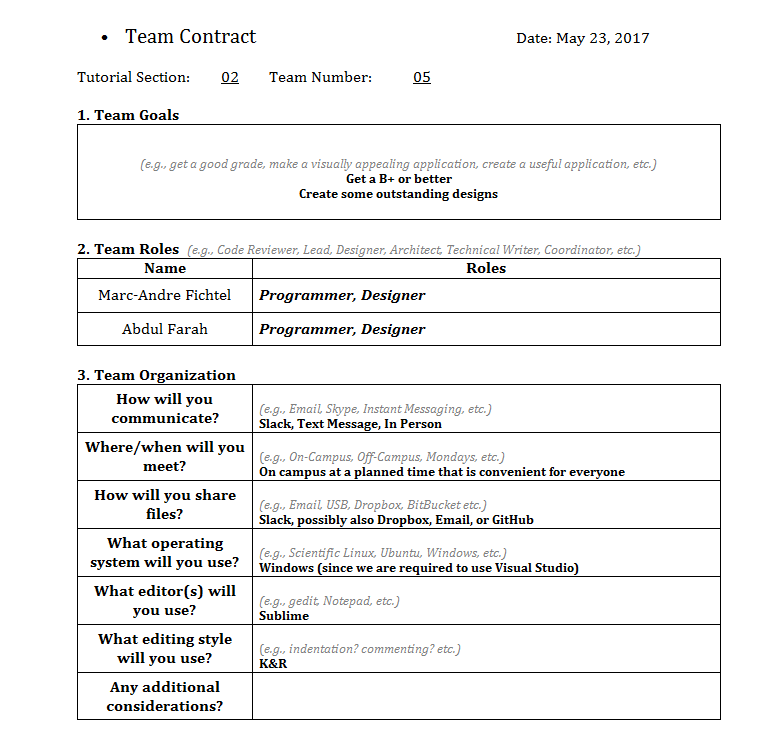 • Team Contract Date: May 23, 2017
Tutorial Section: 02 Team Number: 05
1. Team Goals
(e.g., get a good grade, make a visually appealing application, create a useful application, etc.)
Get a B+ or better
Create some outstanding designs
2. Team Roles (e.g., Code Reviewer, Lead, Designer, Architect, Technical Writer, Coordinator, etc.)
Name Roles
Marc-Andre Fichtel Programmer, Designer
Abdul Farah Programmer, Designer
3. Team Organization
How will you
communicate?
(e.g., Email, Skype, Instant Messaging, etc.)
Slack, Text Message, In Person
Where/when will you
meet?
(e.g., On-Campus, Off-Campus, Mondays, etc.)
On campus at a planned time that is convenient for everyone
How will you share
files?
(e.g., Email, USB, Dropbox, BitBucket etc.)
Slack, possibly also Dropbox, Email, or GitHub
What operating
system will you use?
(e.g., Scientific Linux, Ubuntu, Windows, etc.)
Windows (since we are required to use Visual Studio)
What editor(s) will
you use?
(e.g., gedit, Notepad, etc.)
Sublime
What editing style
will you use?
(e.g., indentation? commenting? etc.)
K&R
Any additional
considerations?